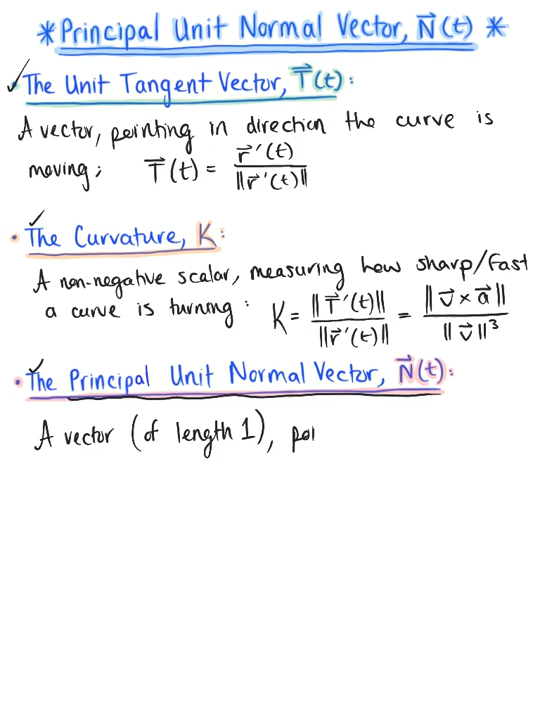 *Principal Unit Normal Vector, N⃗(t) *
✓The Unit Tangent Vector, T⃗(t):
A vector, pointing in direction the curve is
moving; T⃗(t) = r⃗'(t) / ||r⃗'(t)||
• The Curvature, K:
A non-negative scalar, measuring how sharp/fast
a curve is turning: K = ||T⃗'(t)|| / ||r⃗'(t)|| = ||v⃗ × a⃗|| / ||v⃗||³
• The Principal Unit Normal Vector, N⃗(t):
A vector (of length 1), poi